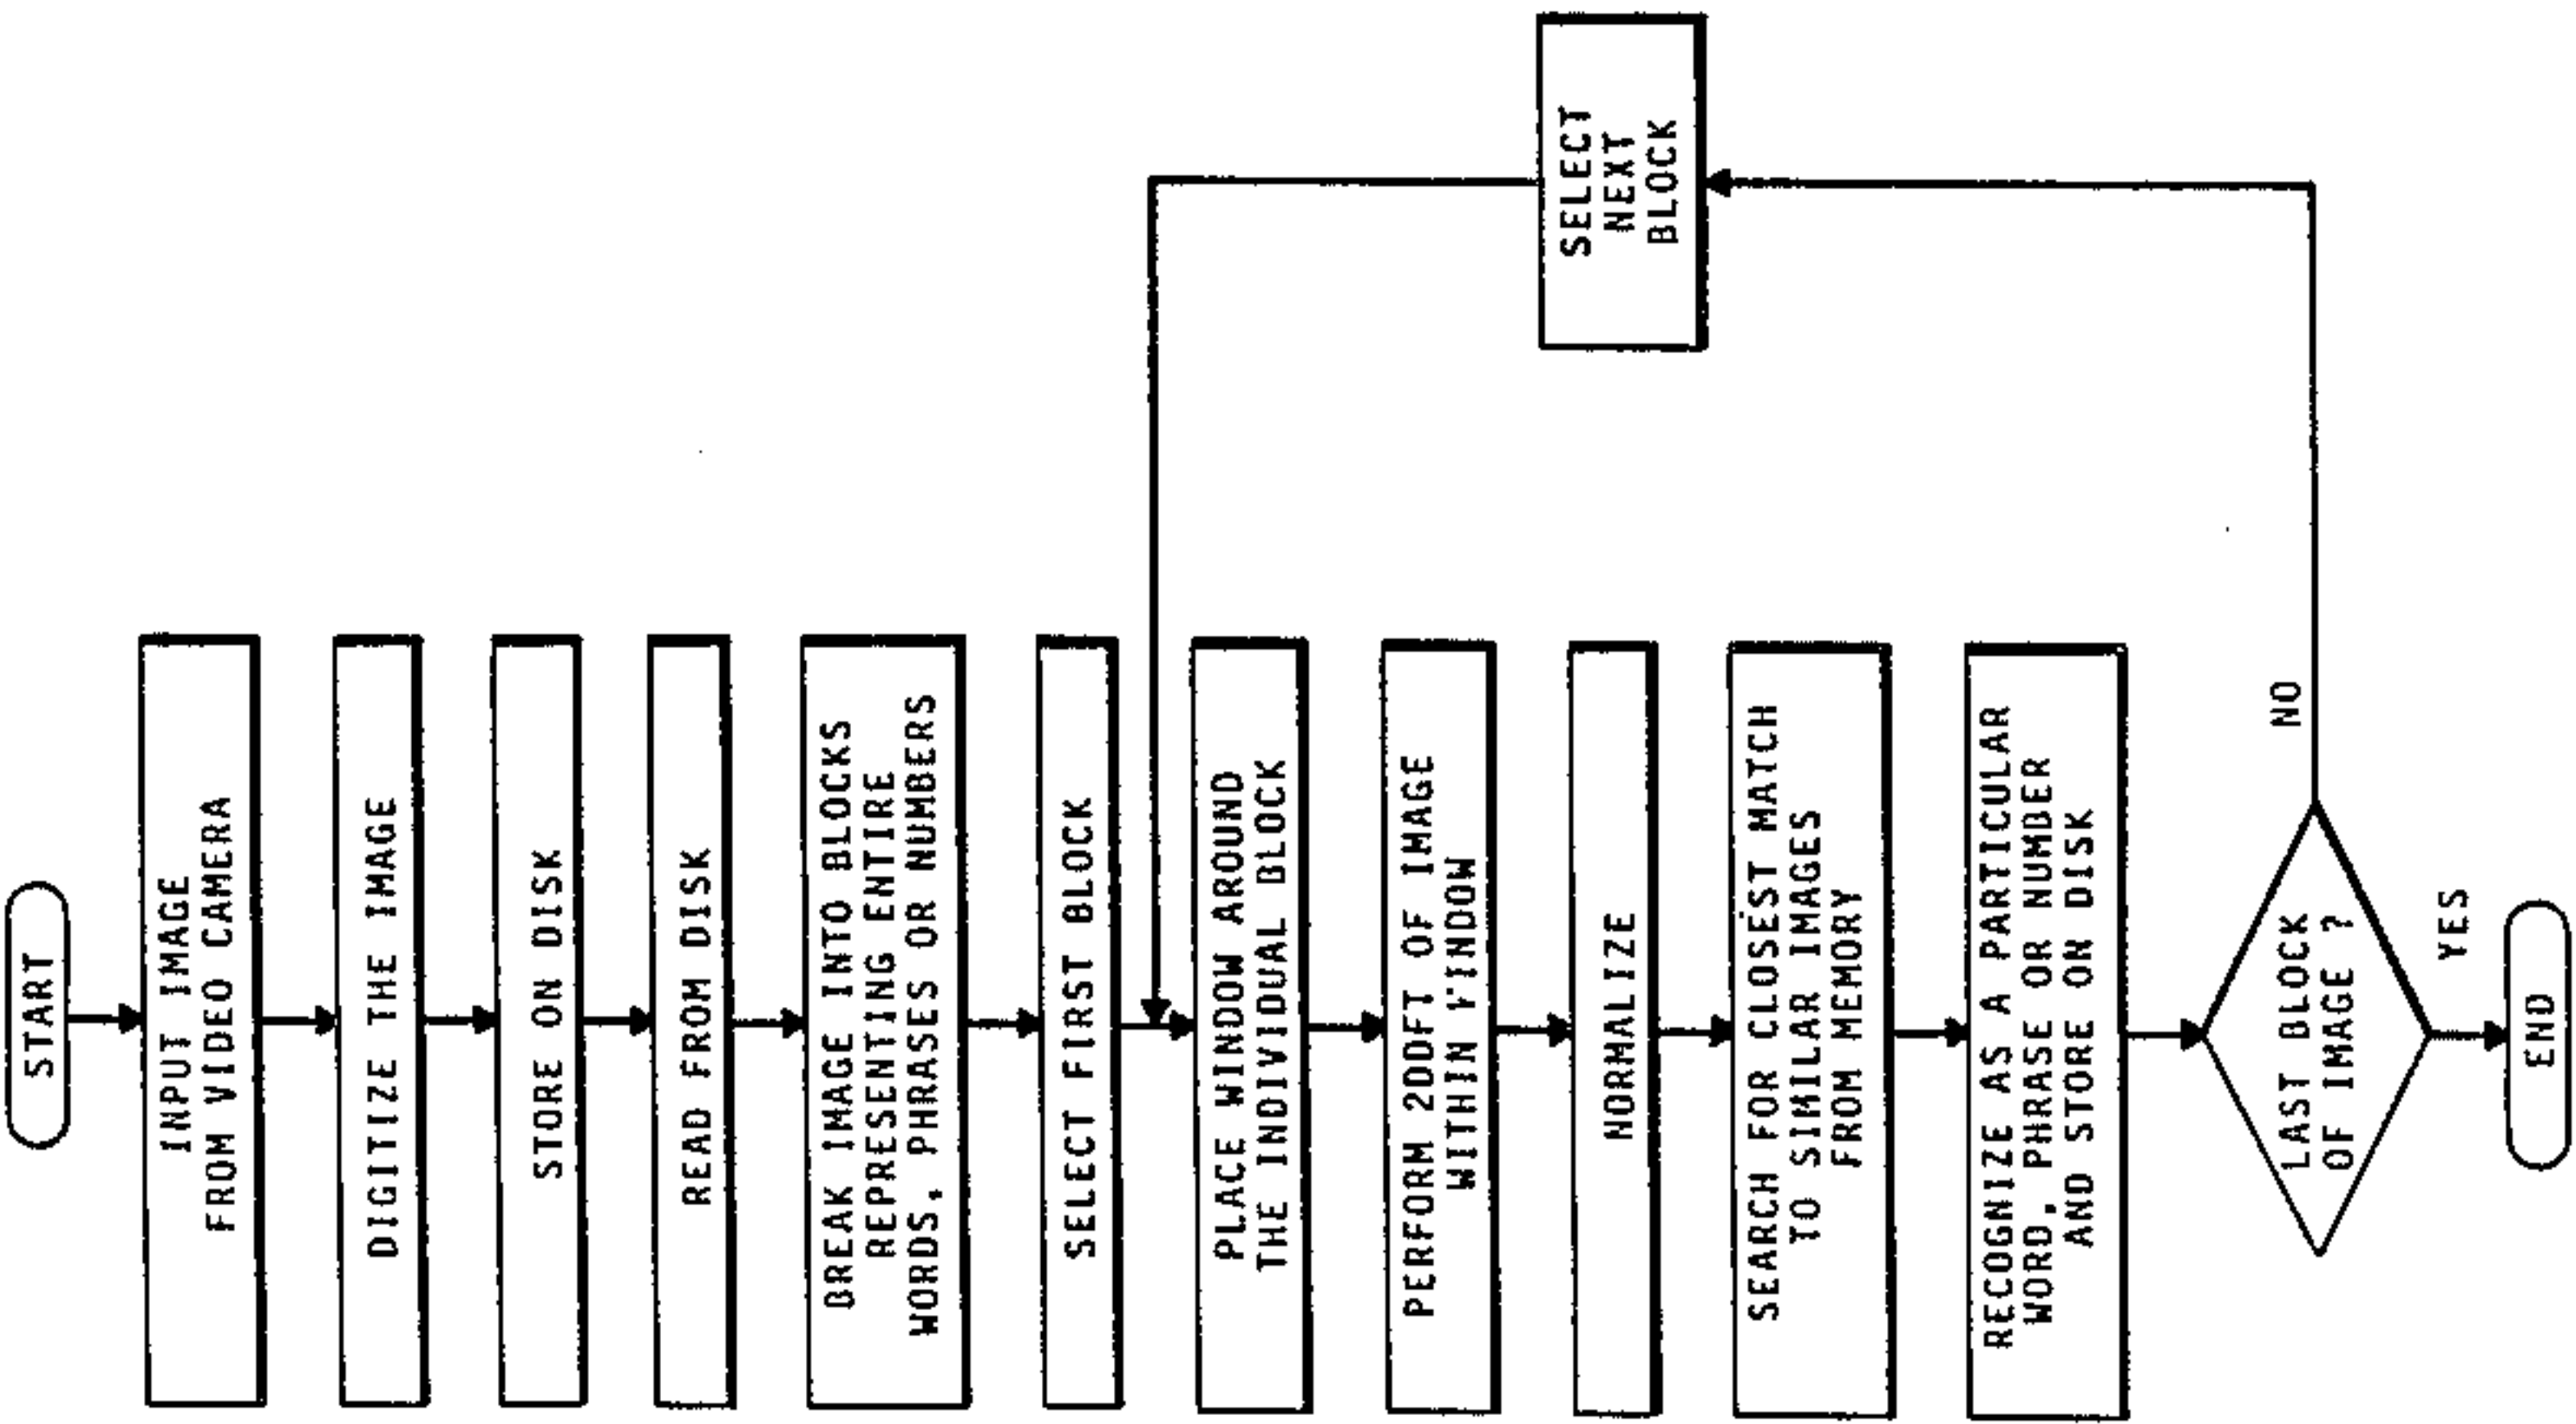 START
INPUT IMAGE
FROM VIDEO CAMERA
DIGITIZE THE IMAGE
STORE ON DISK
READ FROM DISK
BREAK IMAGE INTO BLOCKS
REPRESENTING ENTIRE
WORDS, PHRASES OR NUMBERS
SELECT FIRST BLOCK
PLACE WINDOW AROUND
THE INDIVIDUAL BLOCK
PERFORM 2DDFT OF IMAGE
WITHIN WINDOW
NORMALIZE
SEARCH FOR CLOSEST MATCH
TO SIMILAR IMAGES
FROM MEMORY
RECOGNIZE AS A PARTICULAR
WORD, PHRASE OR NUMBER
AND STORE ON DISK
LAST BLOCK
OF IMAGE ?
NO
SELECT
NEXT
BLOCK
YES
END